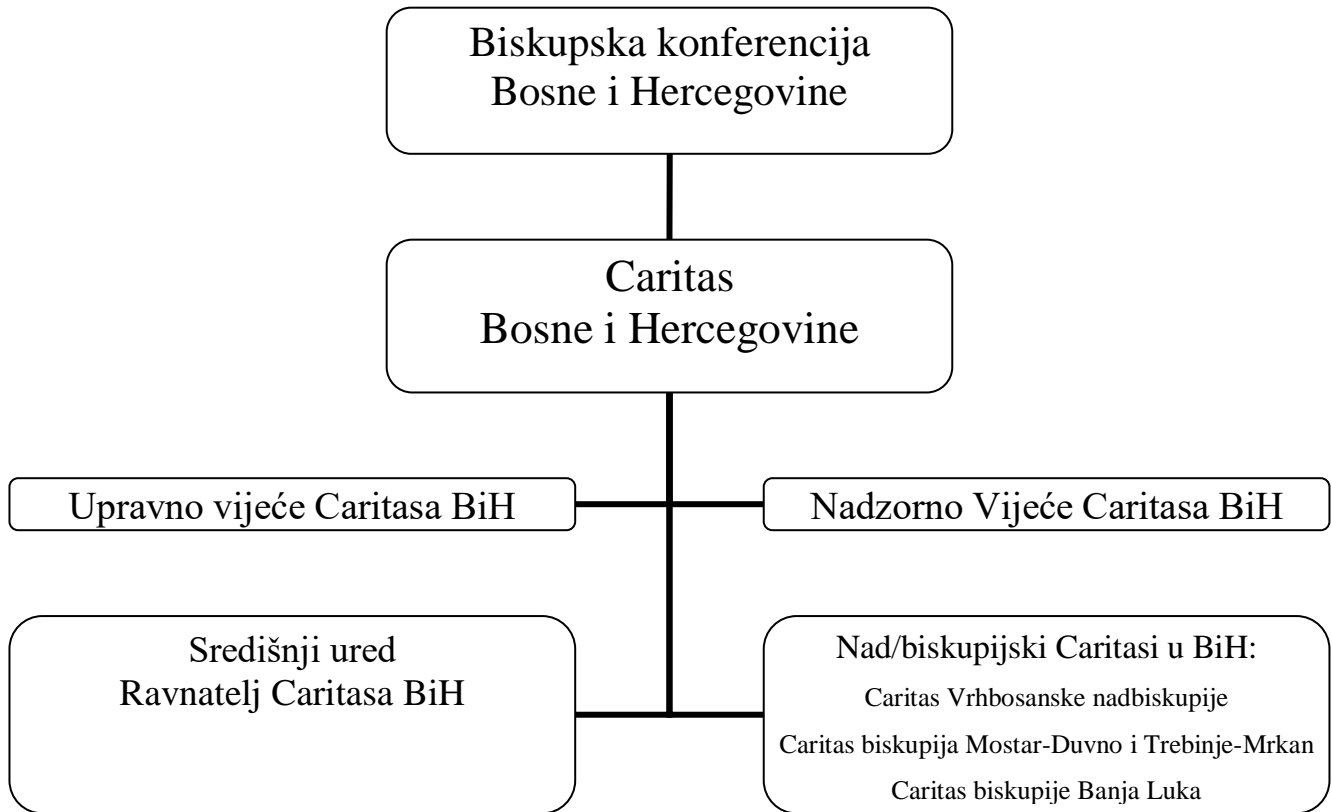 Biskupska konferencija
Bosne i Hercegovine
Caritas
Bosne i Hercegovine
Upravno vijeće Caritasa BiH
Nadzorno Vijeće Caritasa BiH
Središnji ured
Ravnatelj Caritasa BiH
Nad/biskupijski Caritasi u BiH:
Caritas Vrhbosanske nadbiskupije
Caritas biskupija Mostar-Duvno i Trebinje-Mrkan
Caritas biskupije Banja Luka